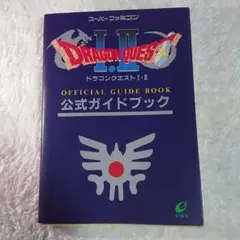 スーパーファミコン
DRAGON QUEST
I・II
ドラゴンクエストI・II
OFFICIAL GUIDE BOOK
公式ガイドブック